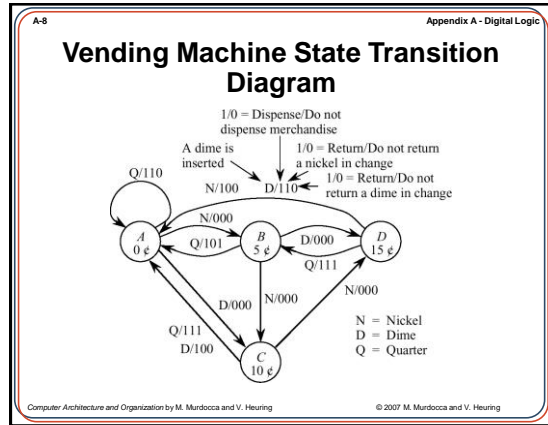 A-8
Appendix A - Digital Logic
Vending Machine State Transition
Diagram
1/0 = Dispense/Do not
dispense merchandise
A dime is
inserted
1/0 = Return/Do not return
a nickel in change
1/0 = Return/Do not
return a dime in change
Q/110
N/100
D/110
N/000
A
0 ¢
Q/101
B
5 ¢
D/000
Q/111
D
15 ¢
D/000
N/000
N/000
Q/111
D/100
C
10 ¢
N = Nickel
D = Dime
Q = Quarter
Computer Architecture and Organization by M. Murdocca and V. Heuring
© 2007 M. Murdocca and V. Heuring